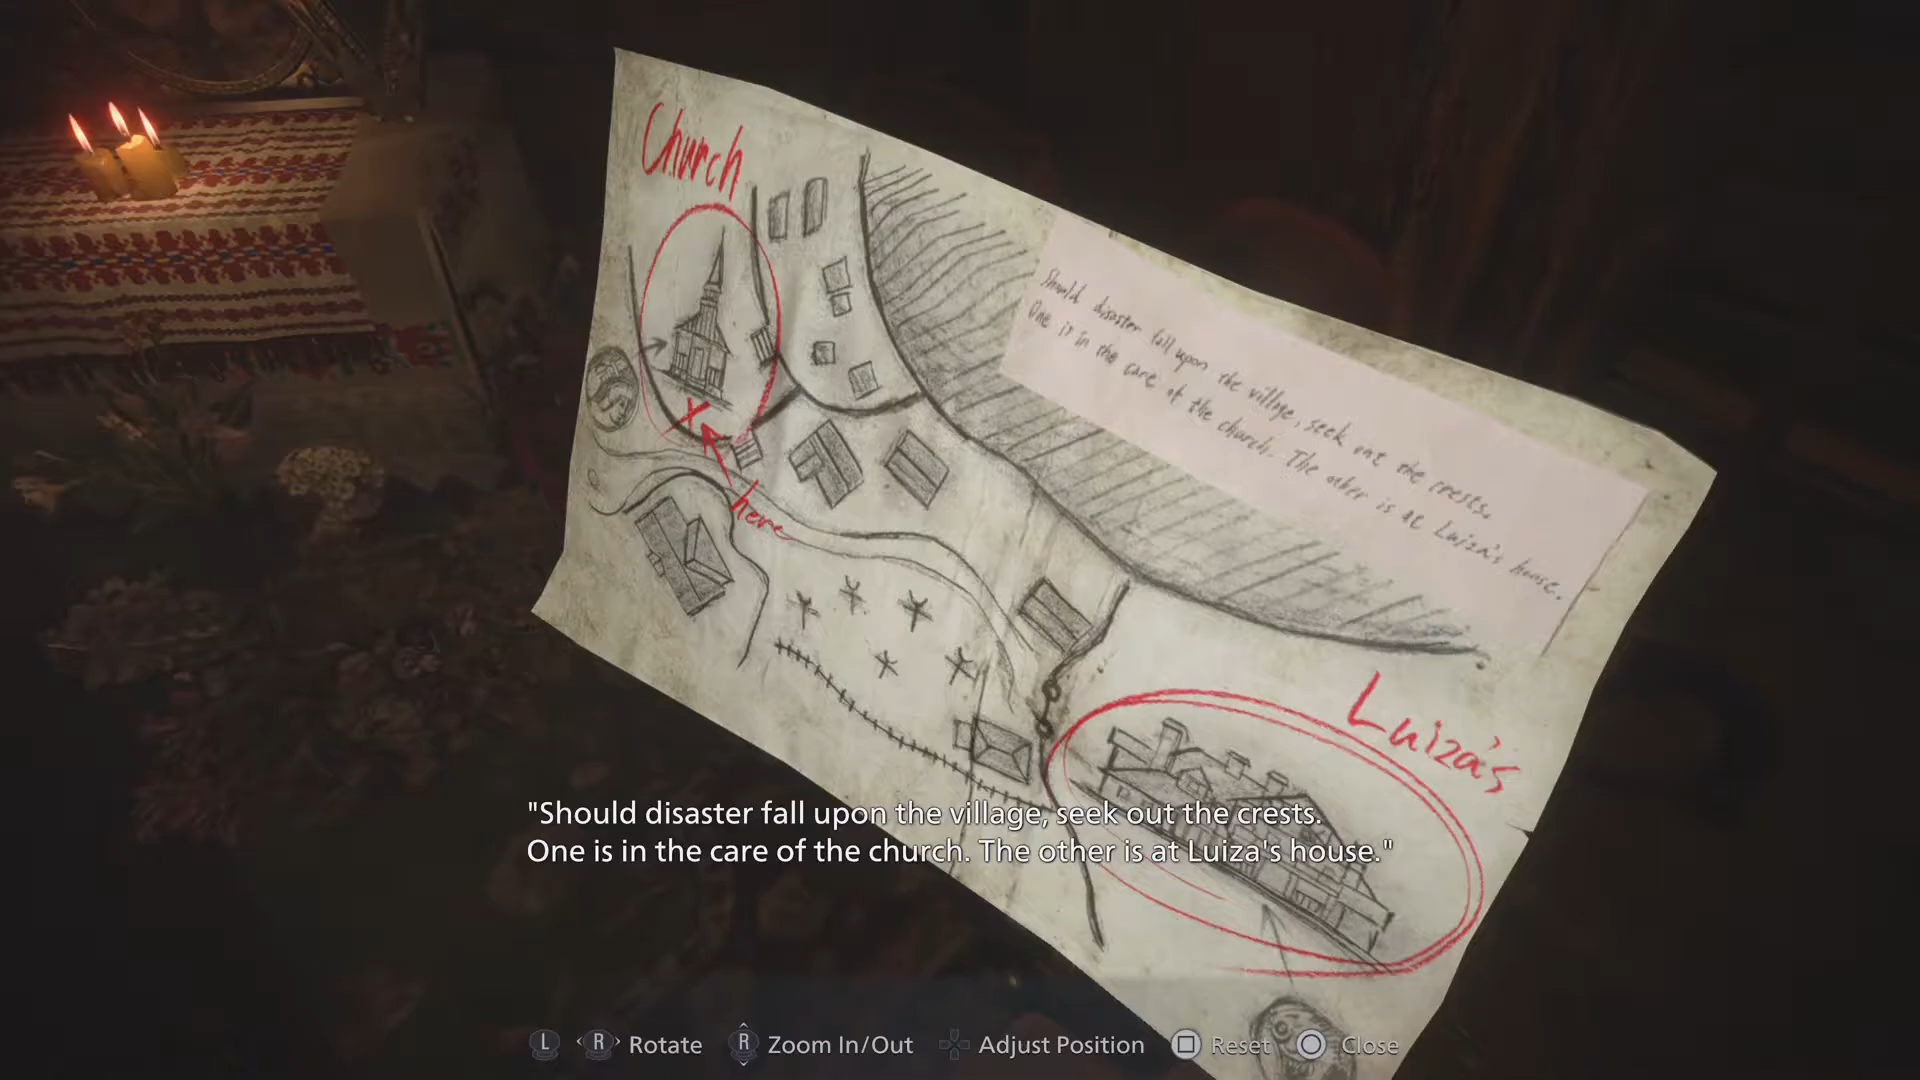 Church
Should disaster fall upon the village, seek out the crests.
One is in the care of the church. The other is at Luiza's house.
here
Luiza's
"Should disaster fall upon the village, seek out the crests.
One is in the care of the church. The other is at Luiza's house."
L R Rotate R Zoom In/Out Adjust Position Reset Close